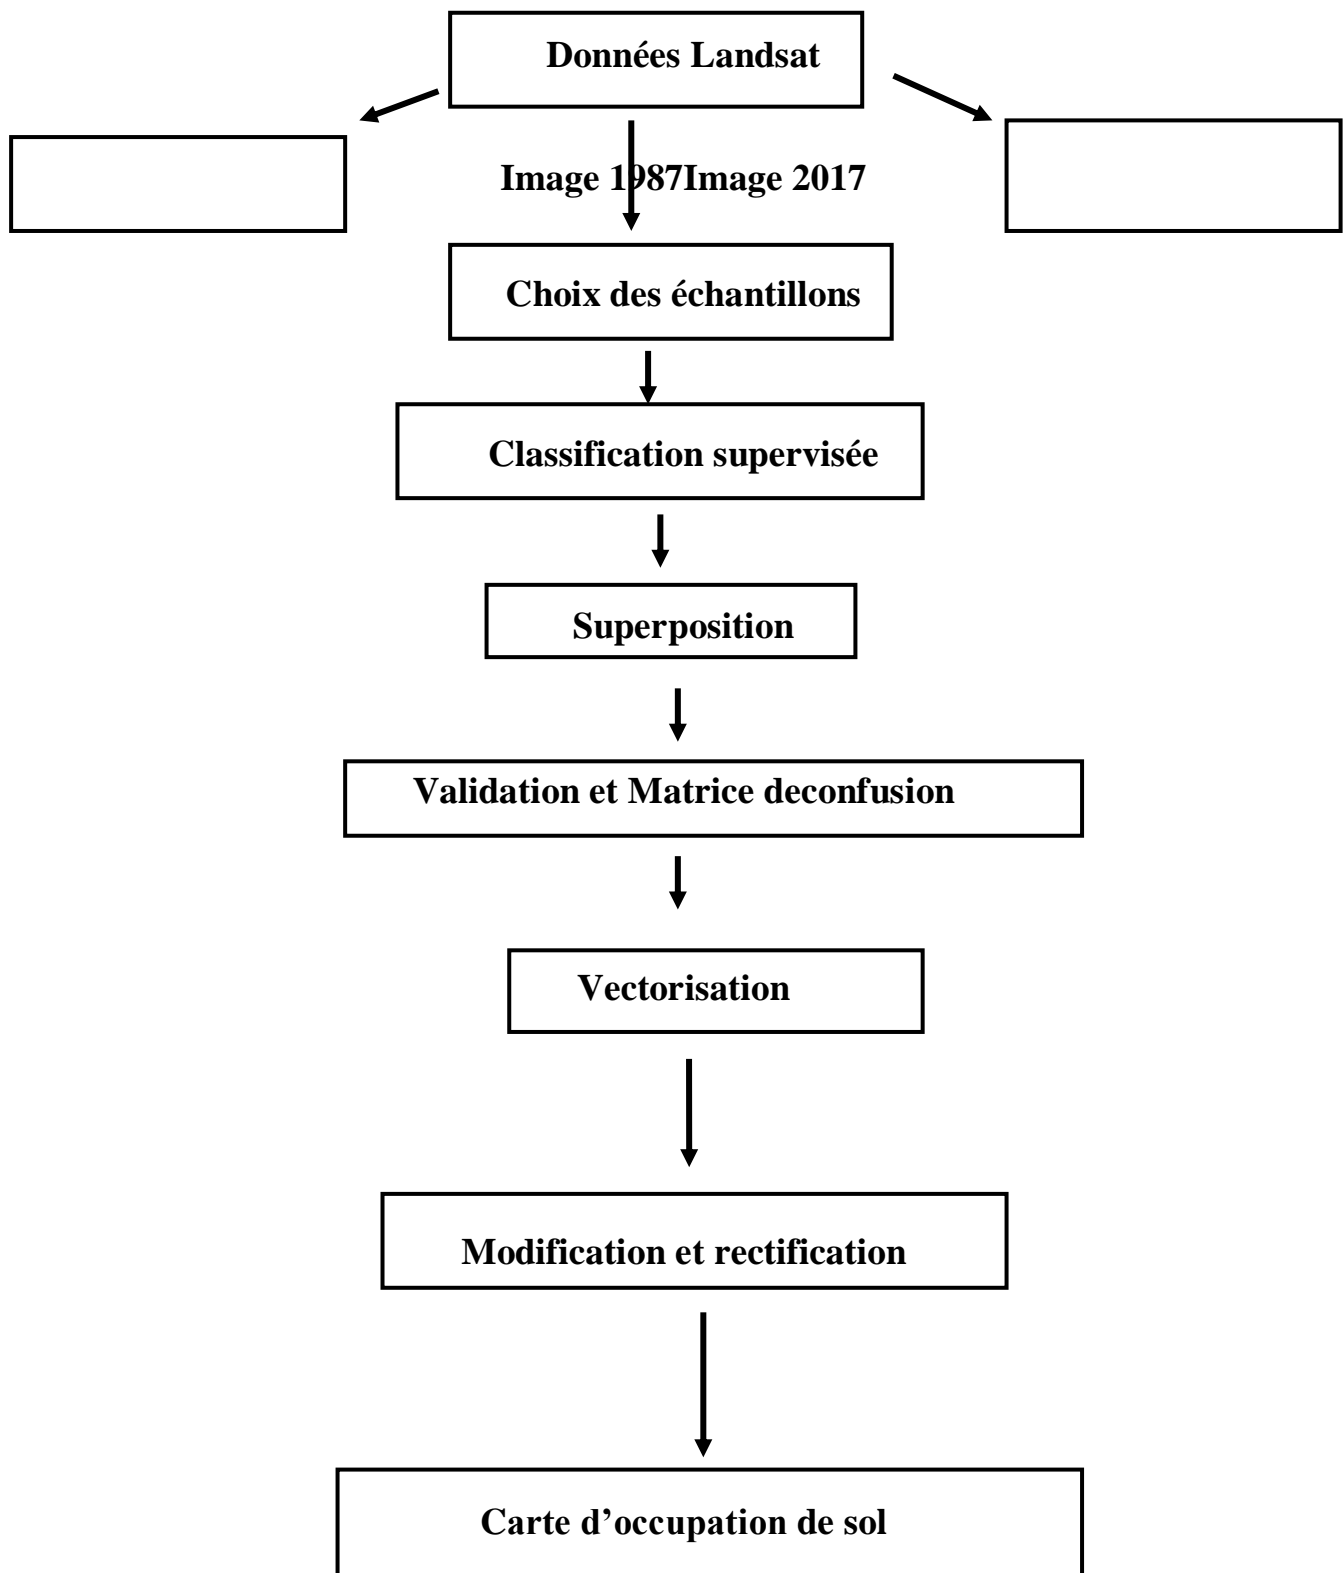 Données Landsat
Image 1987Image 2017
Choix des échantillons
Classification supervisée
Superposition
Validation et Matrice deconfusion
Vectorisation
Modification et rectification
Carte d’occupation de sol